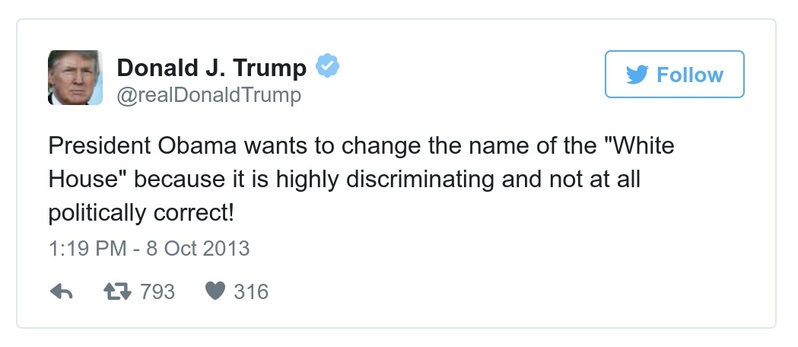 Donald J. Trump
@realDonaldTrump
Follow
President Obama wants to change the name of the "White
House" because it is highly discriminating and not at all
politically correct!
1:19 PM - 8 Oct 2013
793 316